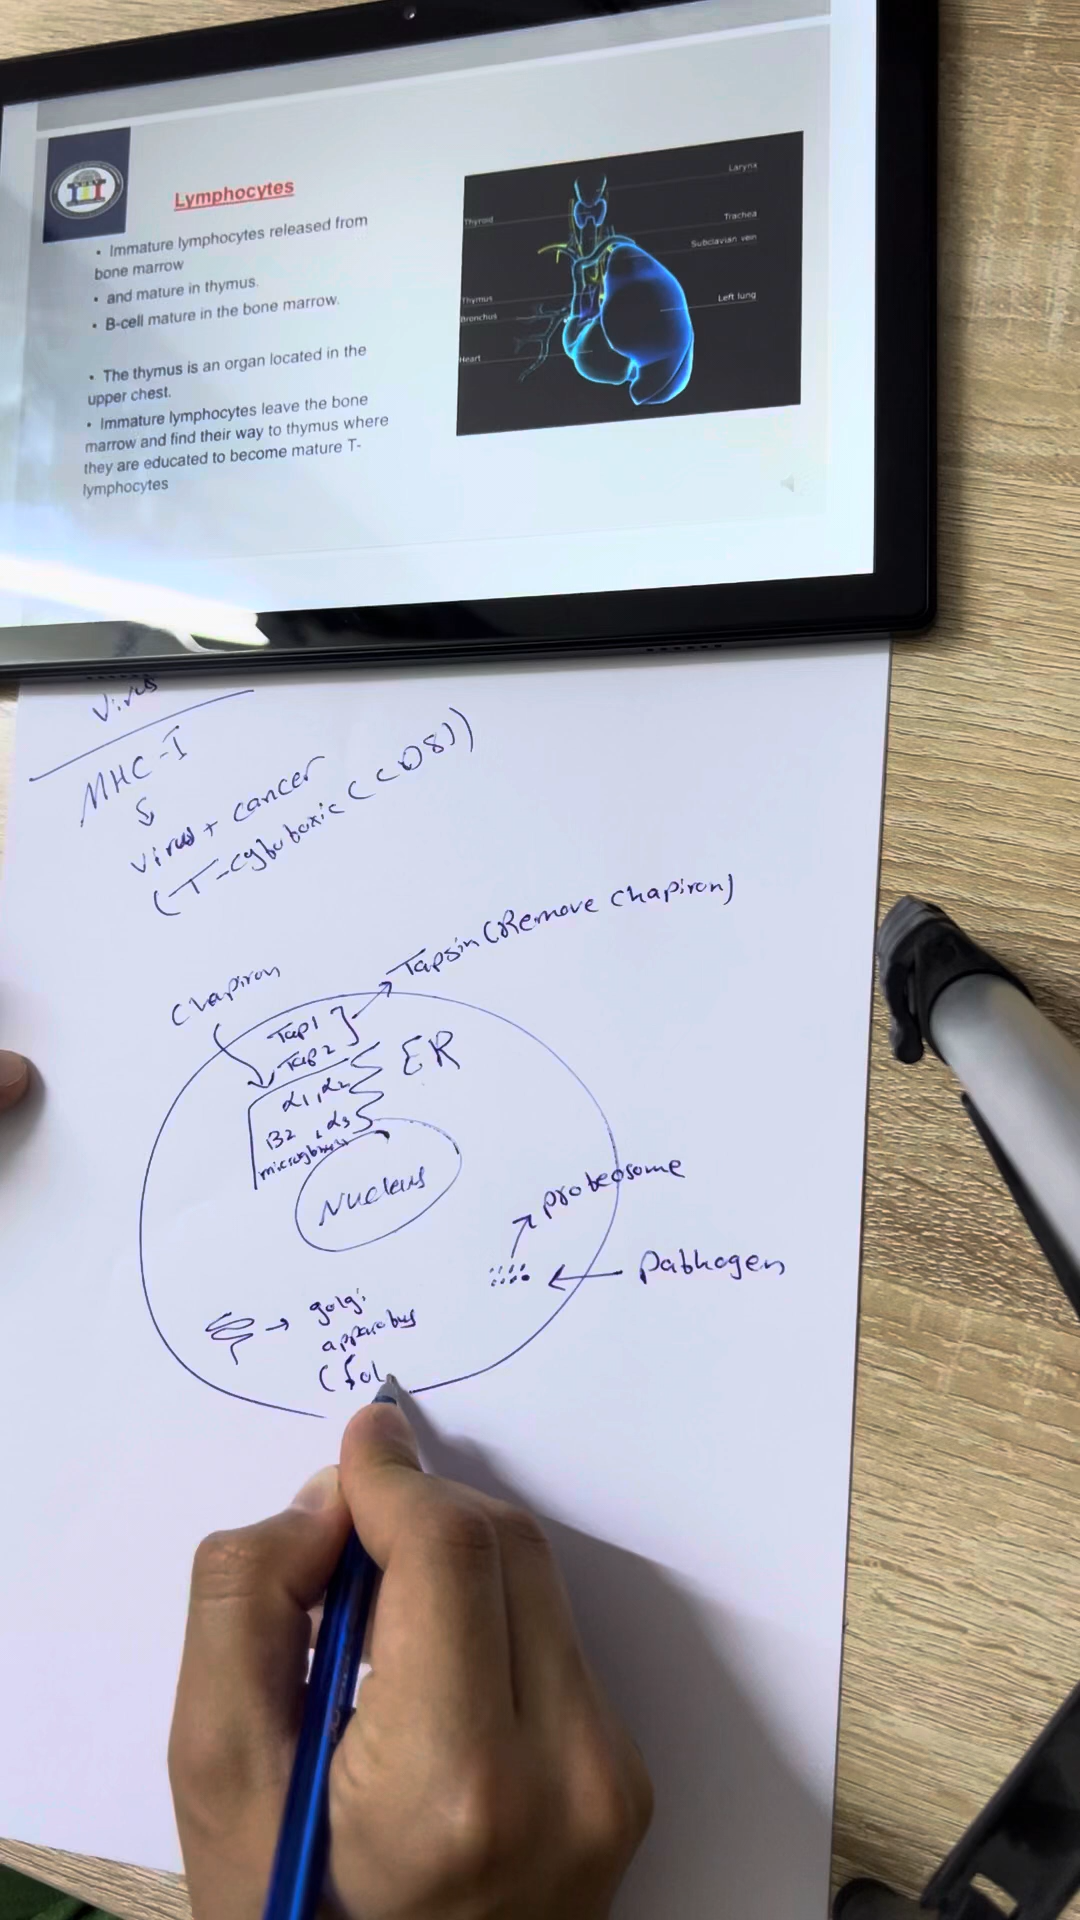 Lymphocytes
• Immature lymphocytes released from
bone marrow
• and mature in thymus.
• B-cell mature in the bone marrow.
• The thymus is an organ located in the
upper chest.
• Immature lymphocytes leave the bone
marrow and find their way to thymus where
they are educated to become mature T-
lymphocytes
Larynx
Thyroid
Trachea
Subclavian vein
Thymus
Left lung
Bronchus
Heart
Virus
MHC-I
virus + cancer
(T-cytotoxic (CD8))
Tapsin (Remove Chapiron)
Chapiron
Tap1
Tap2
ER
α1, α2
B2, α3
Nucleus
proteosome
pathogen
golgi
apparatus
(fol